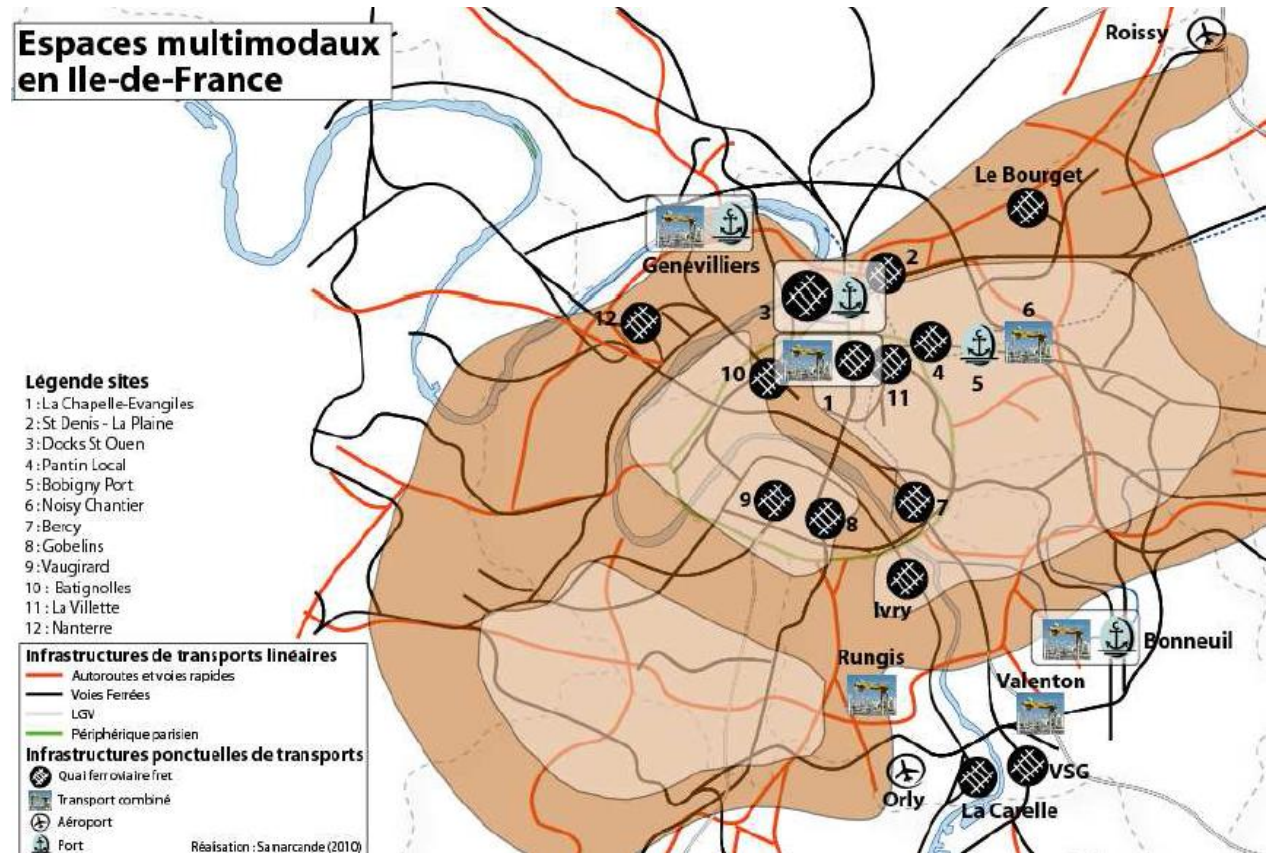 Espaces multimodaux
en Ile-de-France
Roissy
Le Bourget
Genevilliers
2
3
12
6
10
1
11
4
5
9
8
7
Ivry
Bonneuil
Rungis
Valenton
Orly
VSG
La Carelle
Légende sites
1 : La Chapelle-Evangiles
2 : St Denis - La Plaine
3 : Docks St Ouen
4 : Pantin Local
5 : Bobigny Port
6 : Noisy Chantier
7 : Bercy
8 : Gobelins
9 : Vaugirard
10 : Batignolles
11 : La Villette
12 : Nanterre
Infrastructures de transports linéaires
Autoroutes et voies rapides
Voies Ferrées
LGV
Périphérique parisien
Infrastructures ponctuelles de transports
Quai ferroviaire fret
Transport combiné
Aéroport
Port
Réalisation : Samarcande (2010)